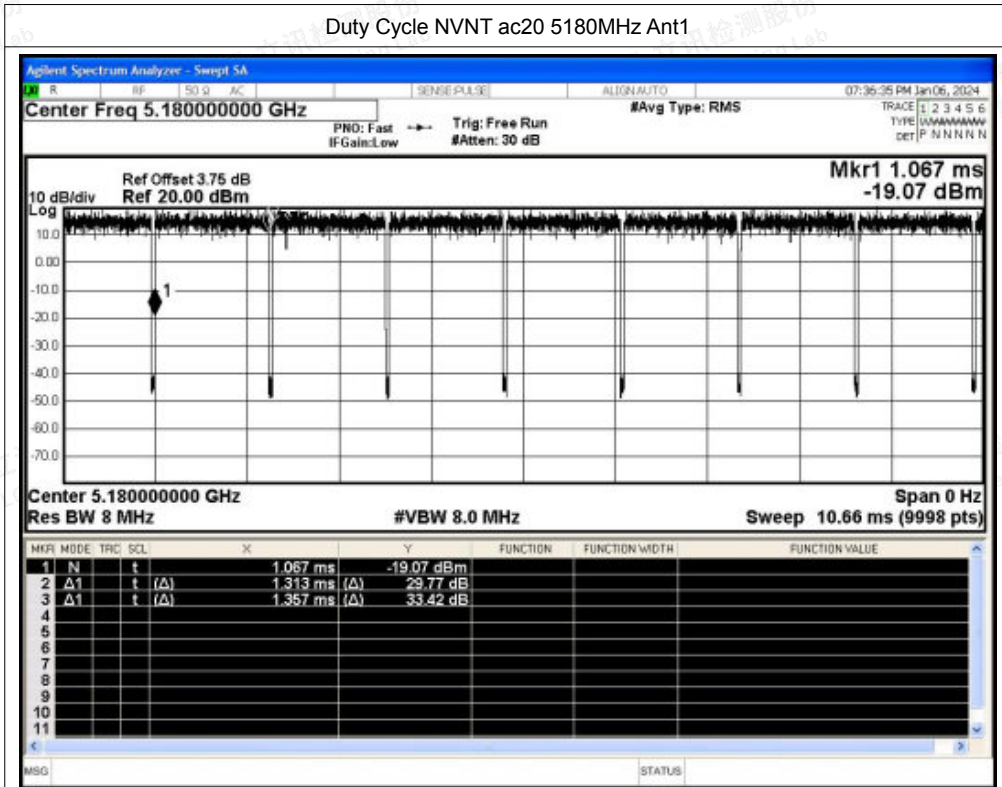 Duty Cycle NVNT ac20 5180MHz Ant1
Agilent Spectrum Analyzer - Swept SA
R RF 50 Ω AC SENSE:PULSE ALIGN AUTO 07:36:35 PM Jan 06, 2024
Center Freq 5.180000000 GHz #Avg Type: RMS TRACE 1 2 3 4 5 6
PNO: Fast Trig: Free Run TYPE
IFGain:Low #Atten: 30 dB DET P N N N N N
Mkr1 1.067 ms
Ref Offset 3.75 dB
10 dB/div Ref 20.00 dBm -19.07 dBm
Log
10.0
0.00
1
-10.0
-20.0
-30.0
-40.0
-50.0
-60.0
-70.0
Center 5.180000000 GHz Span 0 Hz
Res BW 8 MHz #VBW 8.0 MHz Sweep 10.66 ms (9998 pts)
MKR MODE TRC SCL X Y FUNCTION FUNCTION WIDTH FUNCTION VALUE
1 N t 1.067 ms -19.07 dBm
2 Δ1 t (Δ) 1.313 ms (Δ) 29.77 dB
3 Δ1 t (Δ) 1.357 ms (Δ) 33.42 dB
4
5
6
7
8
9
10
11
MSG STATUS